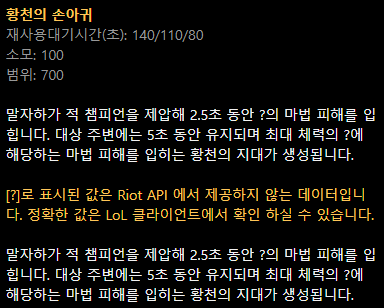 황천의 손아귀
재사용대기시간(초): 140/110/80
소모: 100
범위: 700
말자하가 적 챔피언을 제압해 2.5초 동안 ?의 마법 피해를 입
힙니다. 대상 주변에는 5초 동안 유지되며 최대 체력의 ?에
해당하는 마법 피해를 입히는 황천의 지대가 생성됩니다.
[?]로 표시된 값은 Riot API 에서 제공하지 않는 데이터입니
다. 정확한 값은 LoL 클라이언트에서 확인 하실 수 있습니다.
말자하가 적 챔피언을 제압해 2.5초 동안 ?의 마법 피해를 입
힙니다. 대상 주변에는 5초 동안 유지되며 최대 체력의 ?에
해당하는 마법 피해를 입히는 황천의 지대가 생성됩니다.